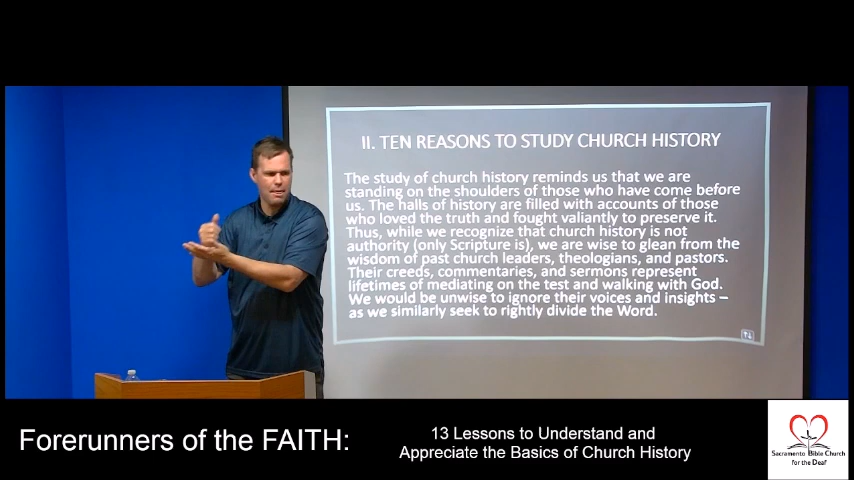 II. TEN REASONS TO STUDY CHURCH HISTORY
The study of church history reminds us that we are
standing on the shoulders of those who have come before
us. The halls of history are filled with accounts of those
who loved the truth and fought valiantly to preserve it.
Thus, while we recognize that church history is not
authority (only Scripture is), we are wise to glean from the
wisdom of past church leaders, theologians, and pastors.
Their creeds, commentaries, and sermons represent
lifetimes of mediating on the test and walking with God.
We would be unwise to ignore their voices and insights –
as we similarly seek to rightly divide the Word.
Forerunners of the FAITH:
13 Lessons to Understand and
Appreciate the Basics of Church History
Sacramento Bible Church
for the Deaf